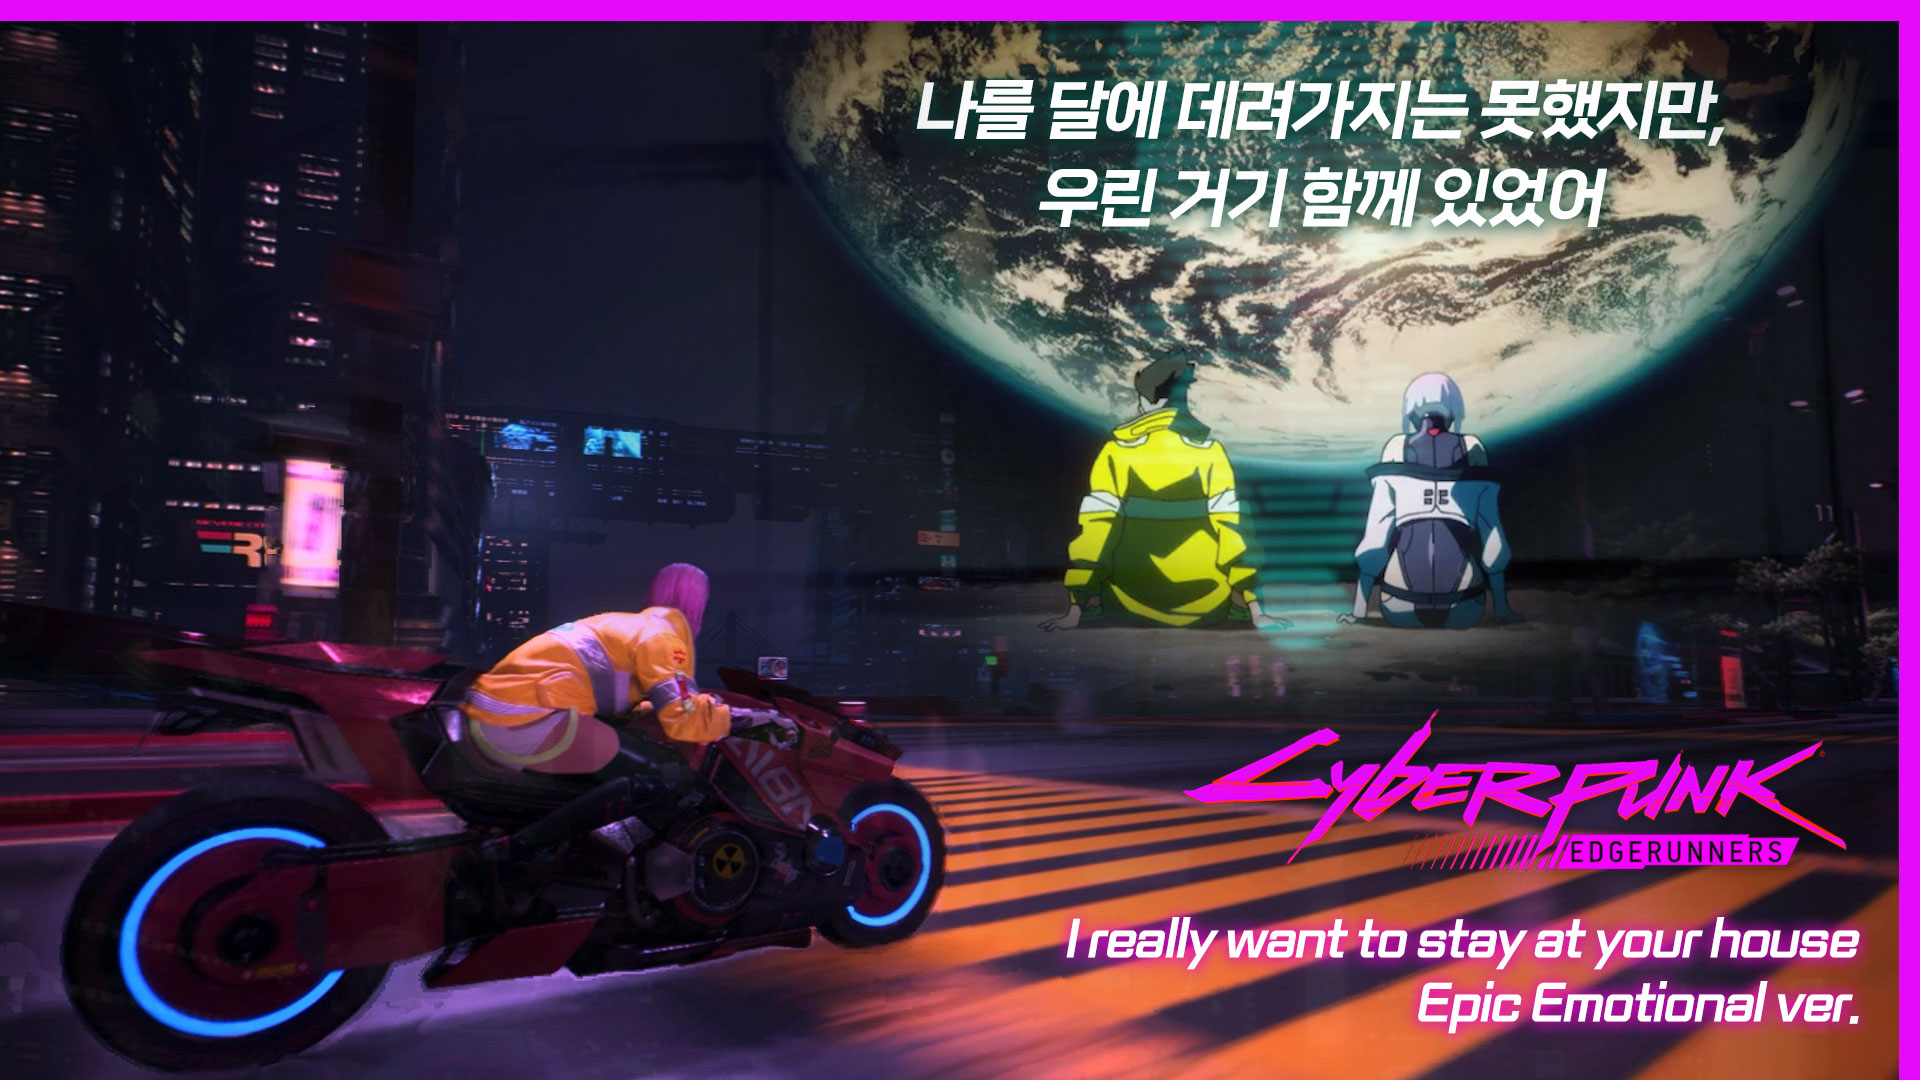 나를 달에 데려가지는 못했지만,
우린 거기 함께 있었어
CYBERPUNK
EDGERUNNERS
I really want to stay at your house
Epic Emotional ver.